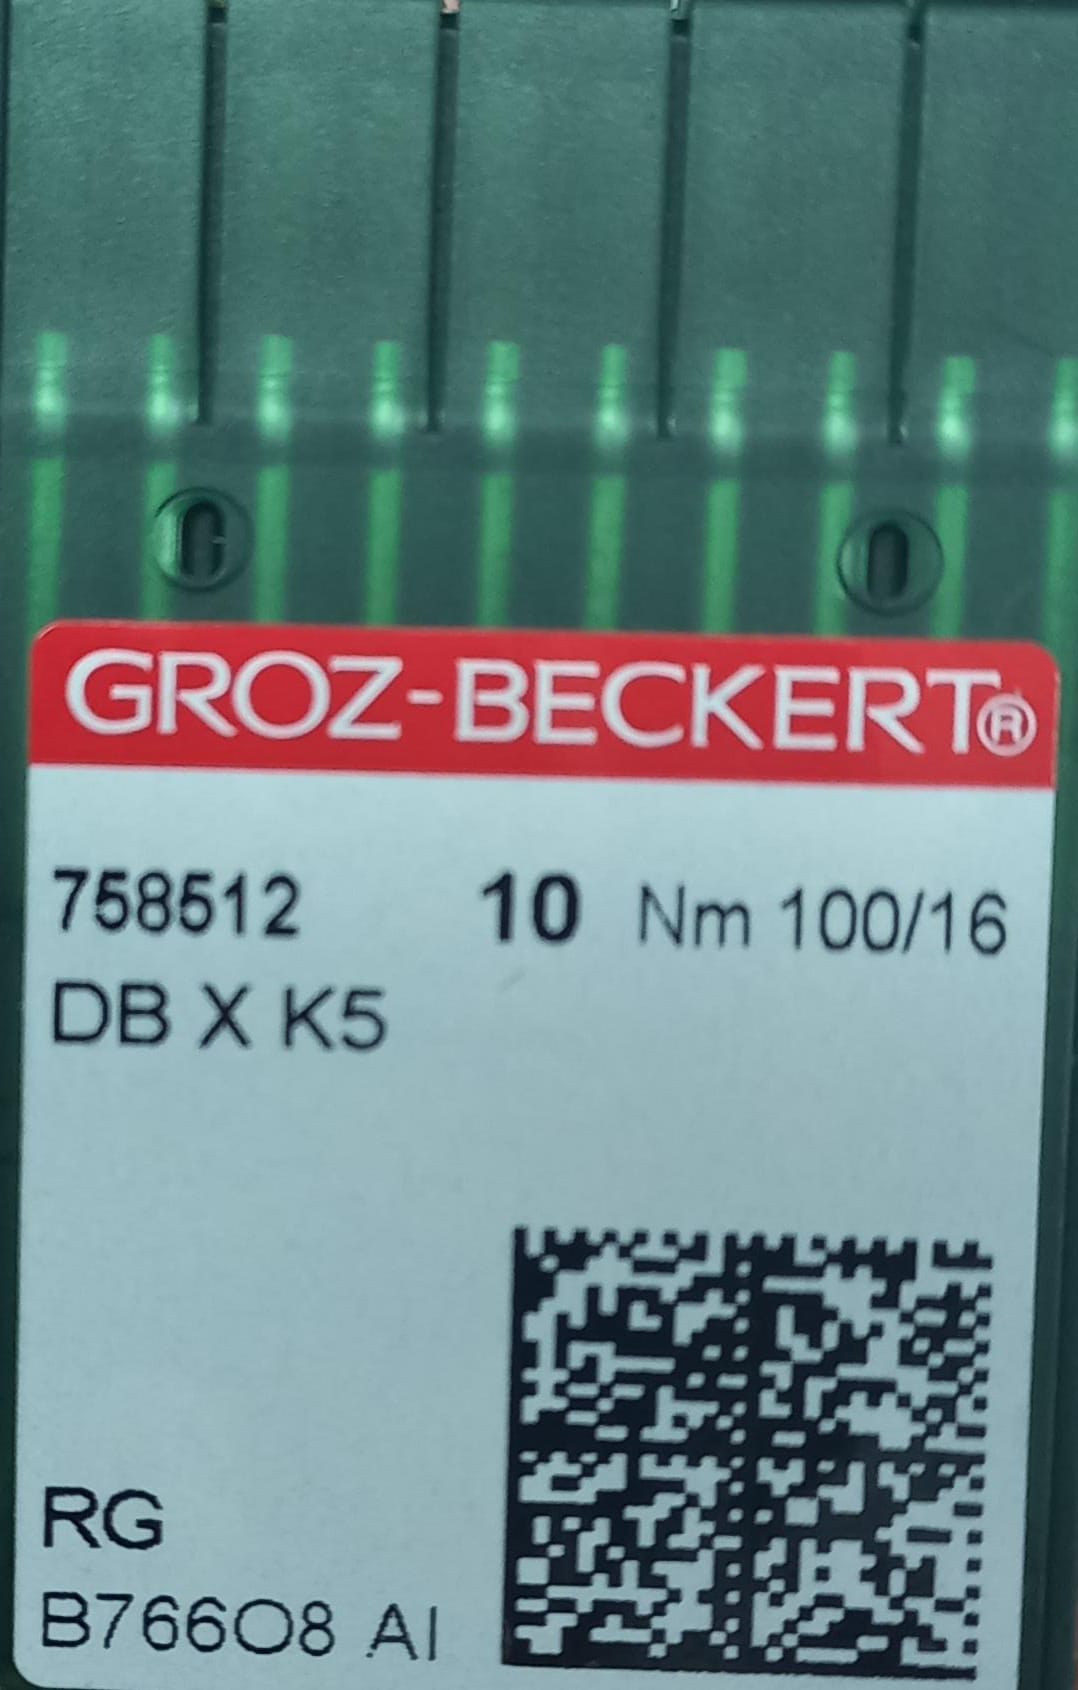 GROZ-BECKERT®
758512 10 Nm 100/16
DB X K5
RG
B76608 AI